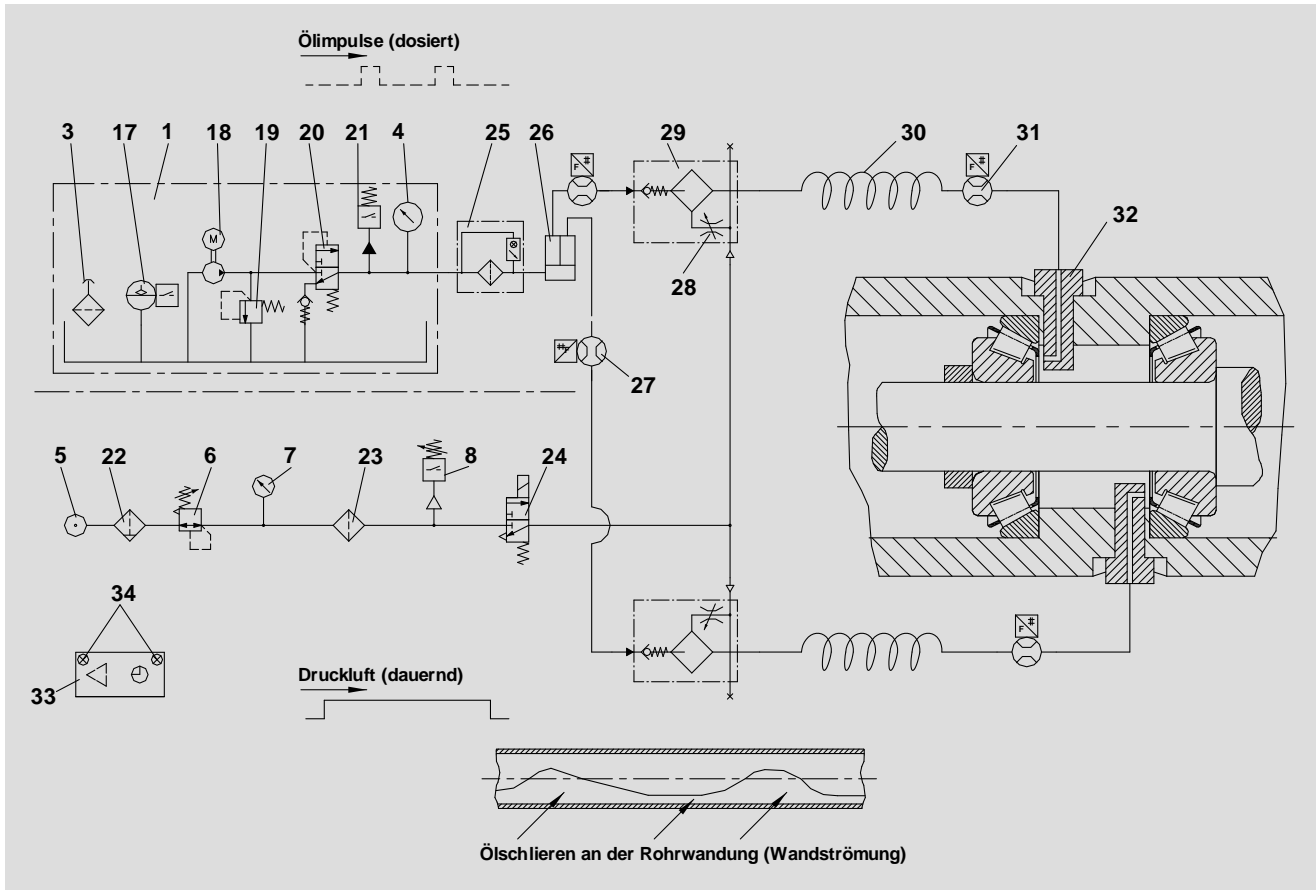 Ölimpulse (dosiert)
3 17 1 18 19 20 21 4 25 26 29 30 31
F #
F #
M
32
28
# F
27
5 22 6 7 23 8 24
34
F #
33
Druckluft (dauernd)
Ölschlieren an der Rohrwandung (Wandströmung)